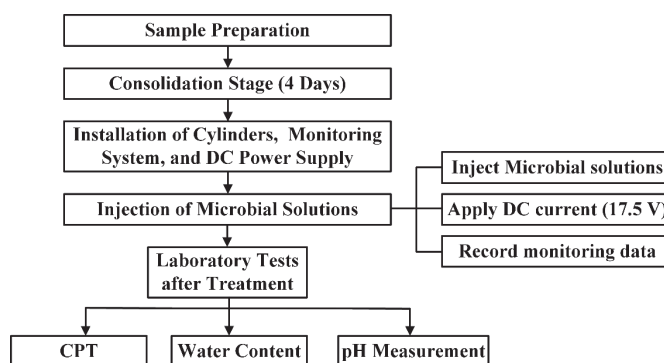 Sample Preparation
Consolidation Stage (4 Days)
Installation of Cylinders, Monitoring
System, and DC Power Supply
Injection of Microbial Solutions
Inject Microbial solutions
Apply DC current (17.5 V)
Record monitoring data
Laboratory Tests
after Treatment
CPT
Water Content
pH Measurement